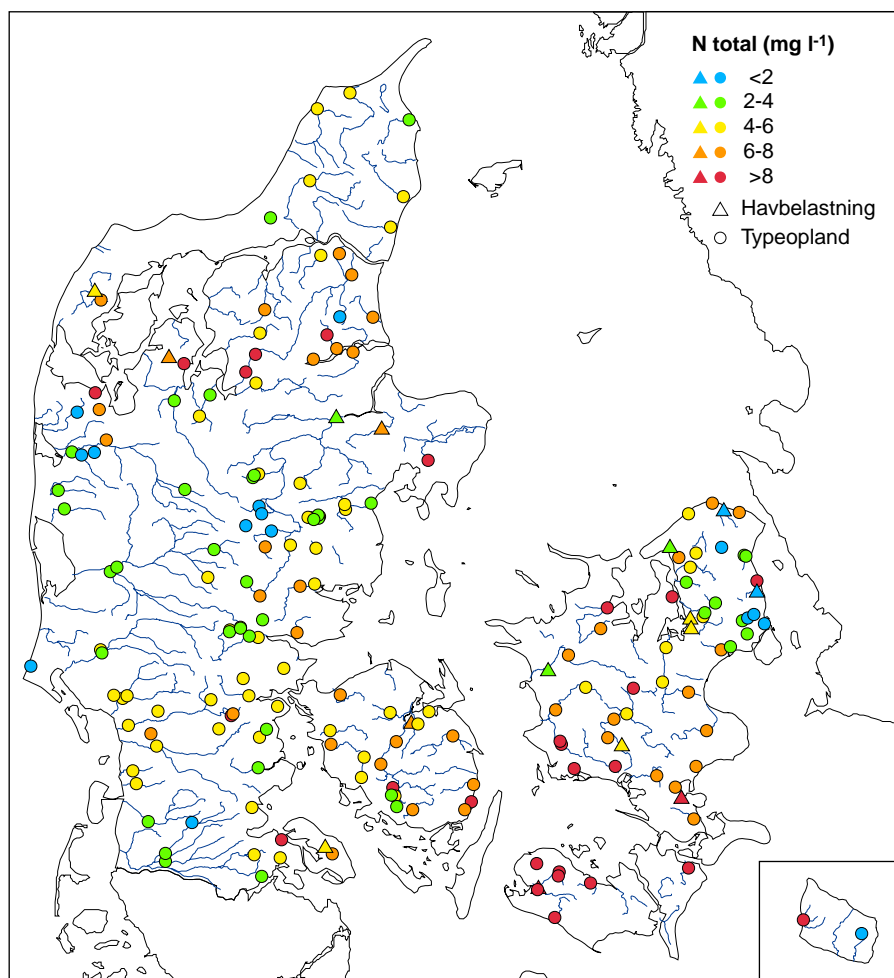 N total (mg l-1)
<2
2-4
4-6
6-8
>8
Havbelastning
Typeopland